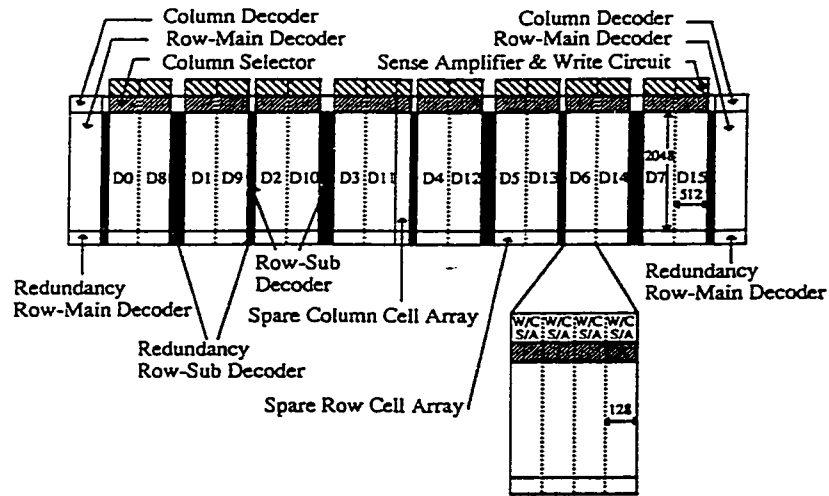 Column Decoder
Row-Main Decoder
Column Selector
Column Decoder
Row-Main Decoder
Sense Amplifier & Write Circuit
D0 D8 D1 D9 D2 D10 D3 D11 D4 D12 D5 D13 D6 D14 D7 D15
2048
512
Redundancy
Row-Main Decoder
Row-Sub
Decoder
Spare Column Cell Array
Redundancy
Row-Sub Decoder
Spare Row Cell Array
Redundancy
Row-Main Decoder
W/C W/C W/C W/C
S/A S/A S/A S/A
128